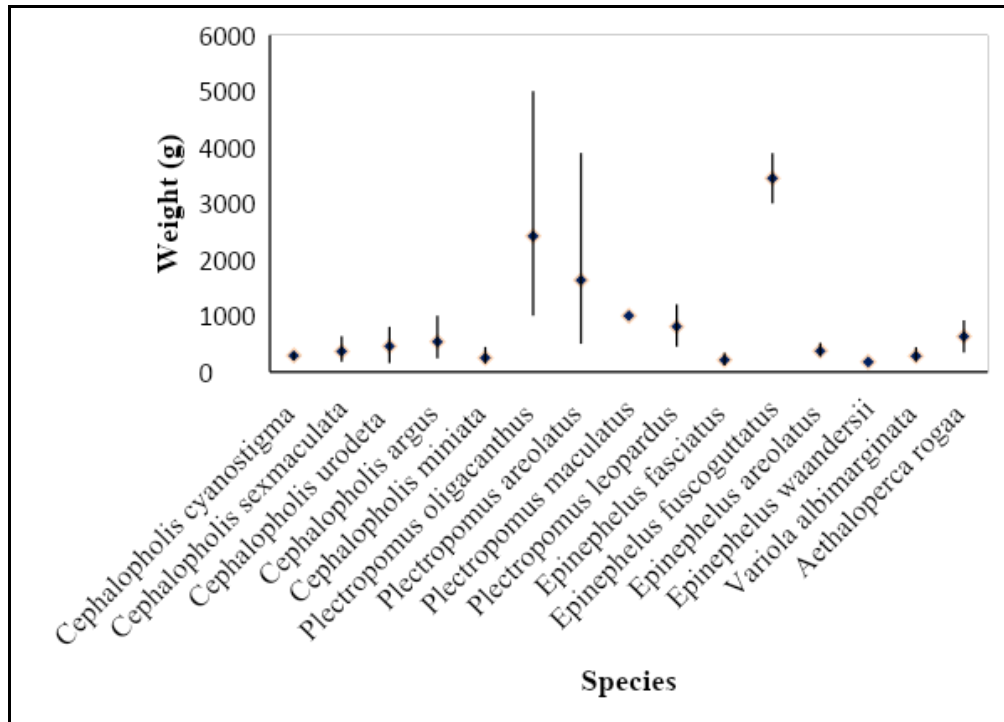 6000
5000
4000
3000
2000
1000
0
Weight (g)
Cephalopholis cyanostigma
Cephalopholis sexmaculata
Cephalopholis urodeta
Cephalopholis argus
Cephalopholis miniata
Plectropomus oligacanthus
Plectropomus areolatus
Plectropomus maculatus
Plectropomus leopardus
Epinephelus fasciatus
Epinephelus fuscoguttatus
Epinephelus areolatus
Epinephelus waandersii
Variola albimarginata
Aethaloperca rogaa
Species